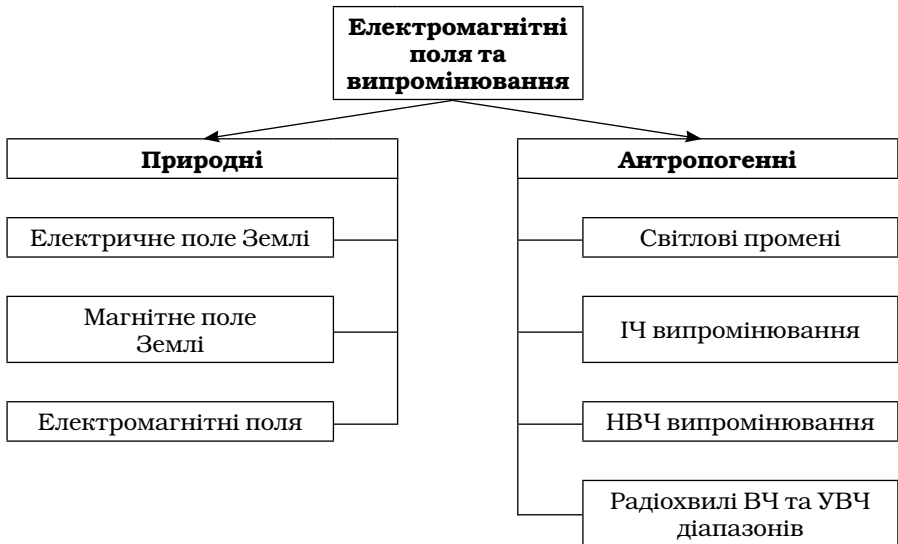 Електромагнітні
поля та
випромінювання
Природні
Електричне поле Землі
Магнітне поле
Землі
Електромагнітні поля
Антропогенні
Світлові промені
ІЧ випромінювання
НВЧ випромінювання
Радіохвилі ВЧ та УВЧ
діапазонів